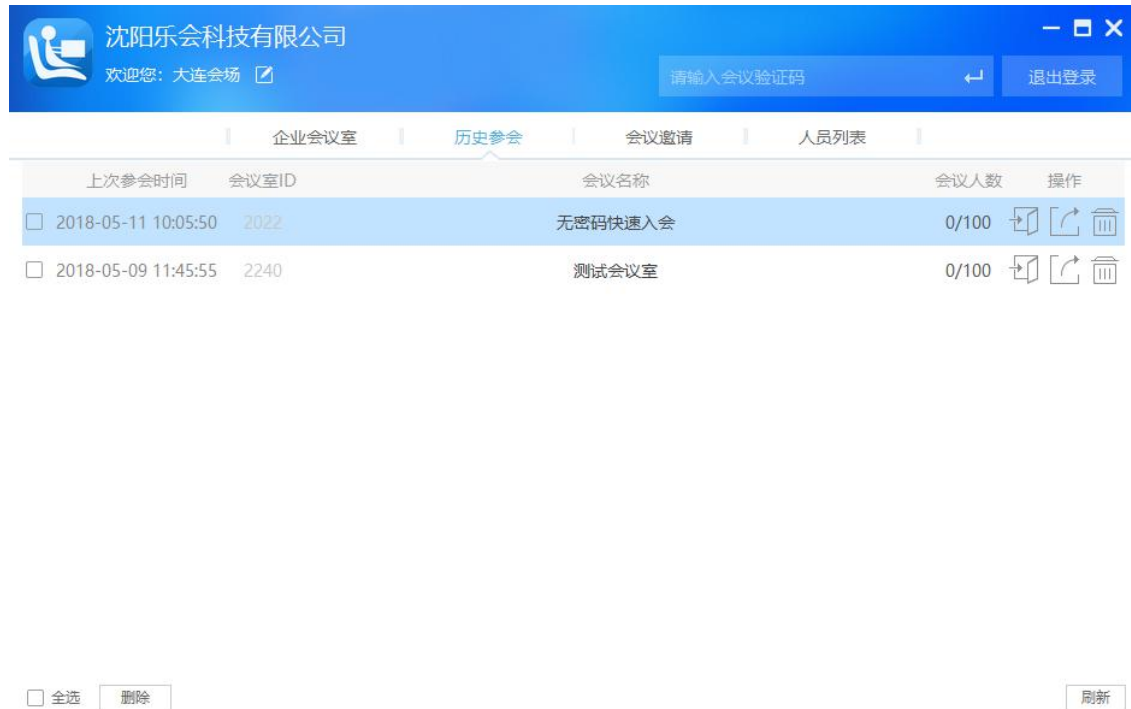 沈阳乐会科技有限公司
欢迎您：大连会场
请输入会议验证码
退出登录
企业会议室 历史参会 会议邀请 人员列表
上次参会时间 会议室ID 会议名称 会议人数 操作
2018-05-11 10:05:50 2022 无密码快速入会 0/100
2018-05-09 11:45:55 2240 测试会议室 0/100
全选 删除 刷新